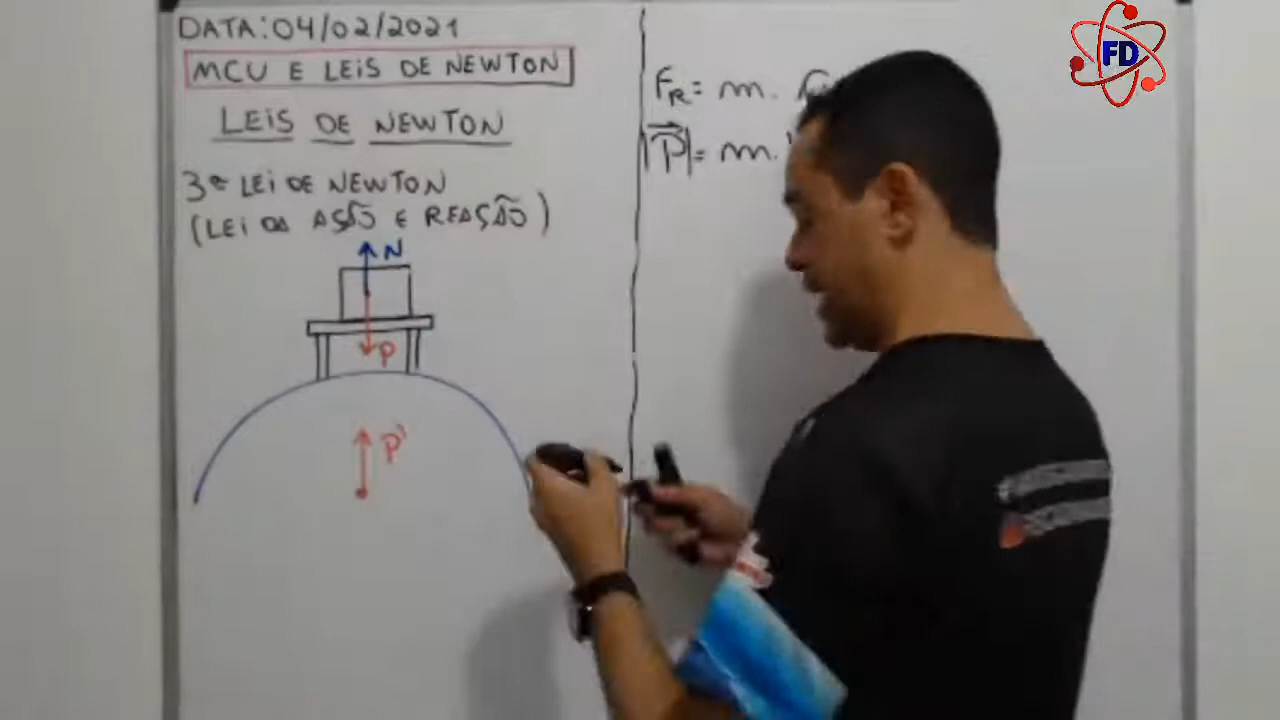 DATA: 04/02/2021
MCU E LEIS DE NEWTON
LEIS DE NEWTON
3ª LEI DE NEWTON
(LEI DA AÇÃO E REAÇÃO)
N
P
P'
FR = m.
|P| = m.
FD